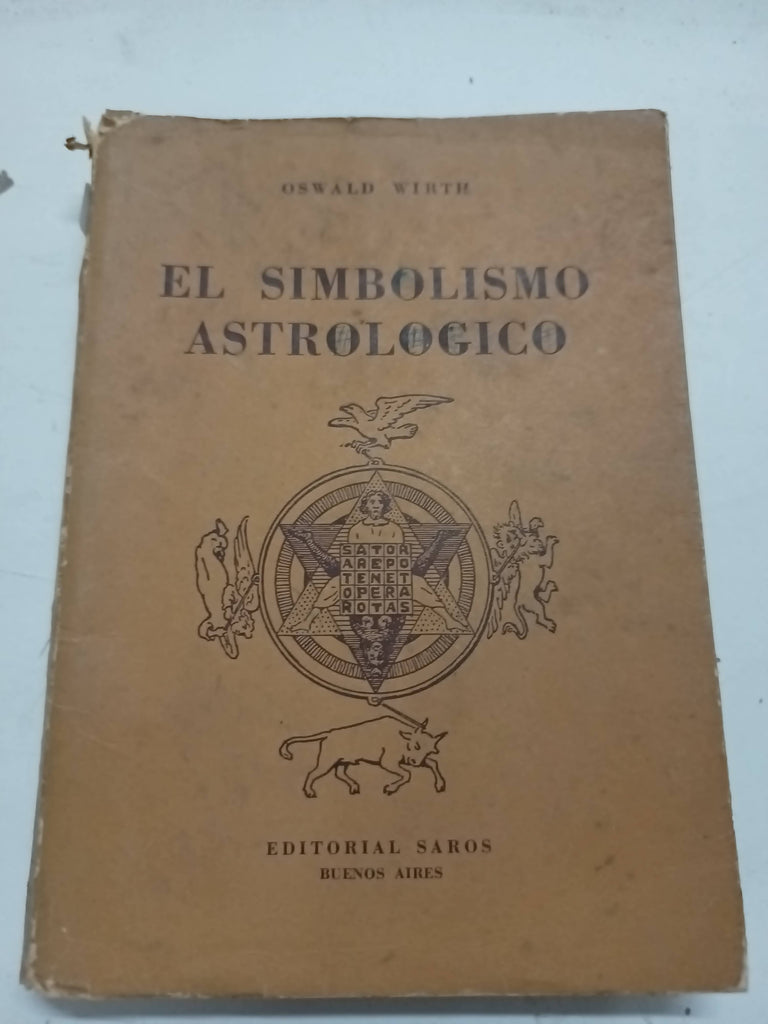 OSWALD WIRTH
EL SIMBOLISMO
ASTROLOGICO
SATOR
AREPO
TENET
OPERA
ROTAS
EDITORIAL SAROS
BUENOS AIRES